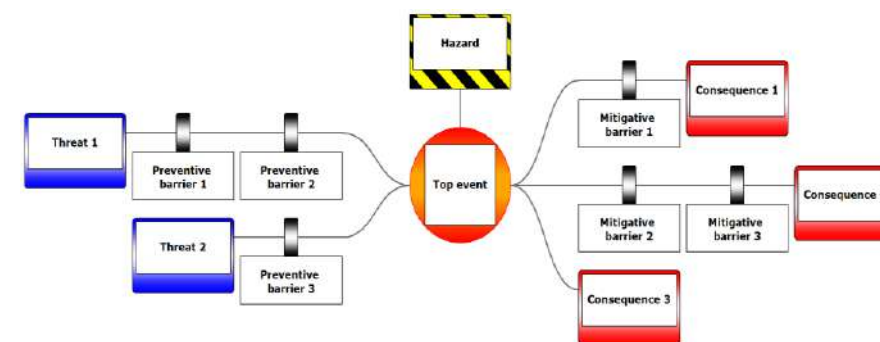 Hazard
Consequence 1
Mitigative
barrier 1
Threat 1
Preventive
barrier 1
Preventive
barrier 2
Top event
Consequence
Mitigative
barrier 2
Mitigative
barrier 3
Threat 2
Preventive
barrier 3
Consequence 3